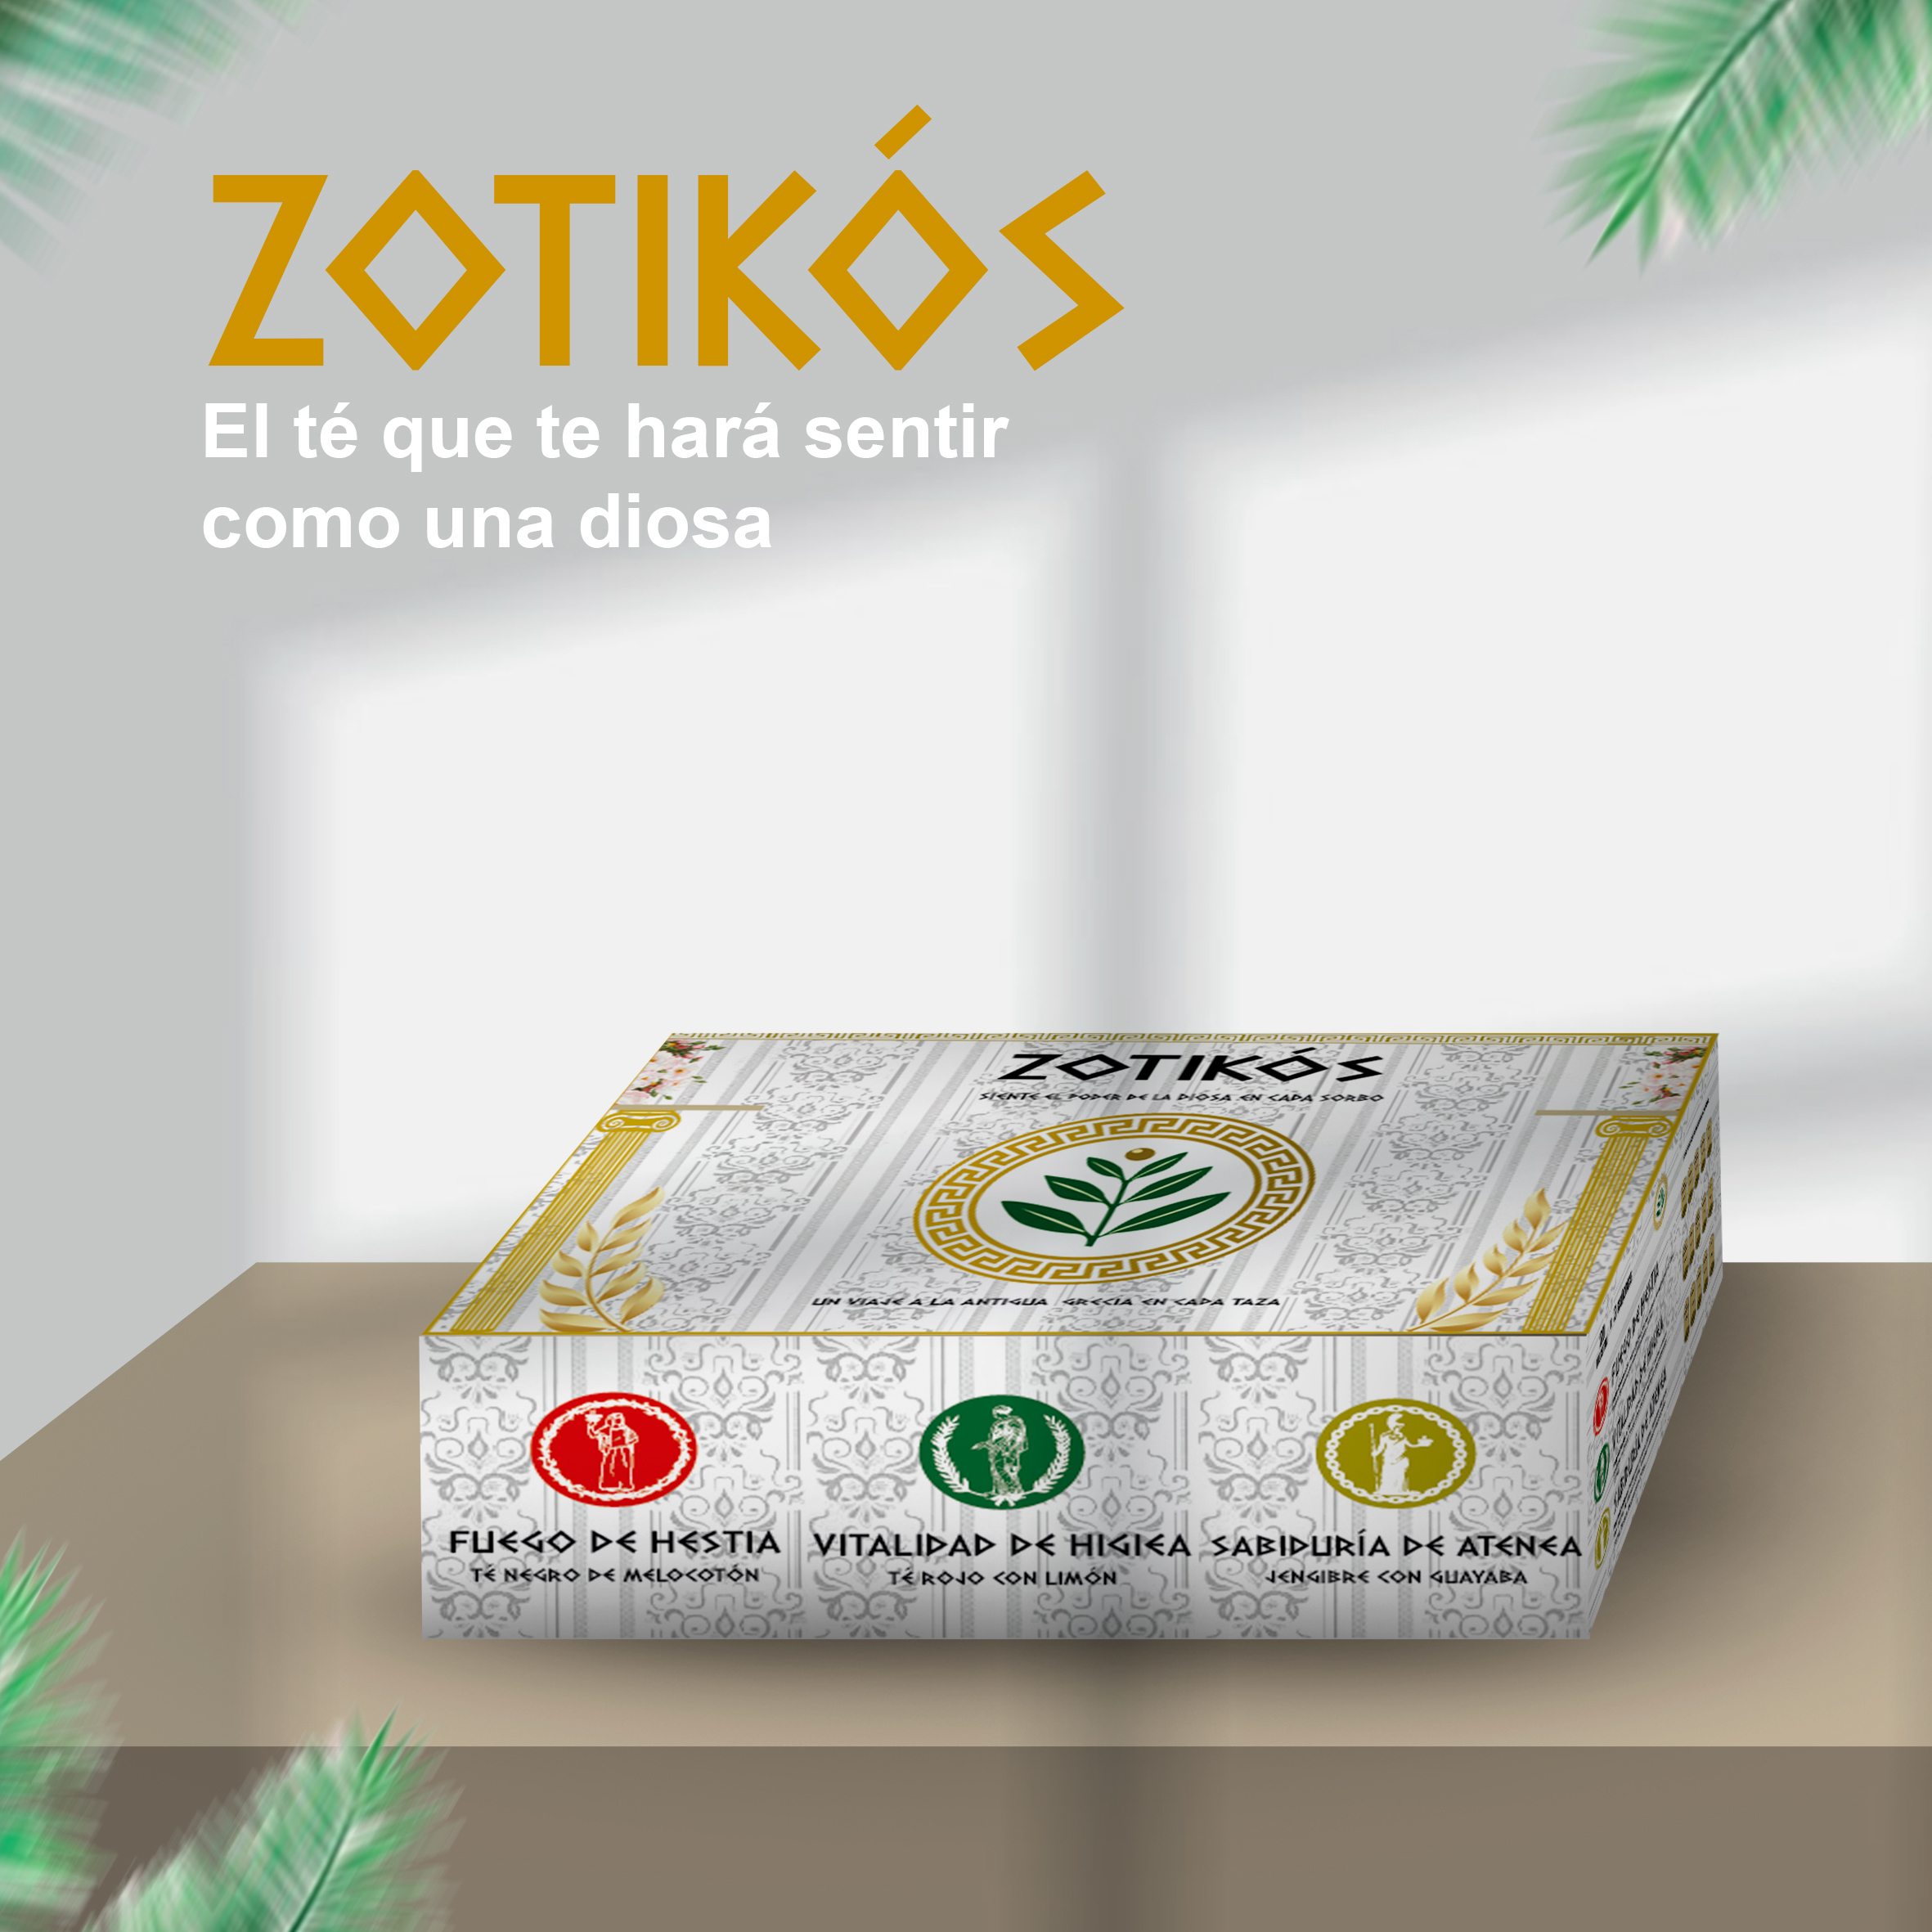 ZOTIKÓS
El té que te hará sentir
como una diosa
ZOTIKÓS
SIENTE EL PODER DE LA DIOSA EN CADA SORBO
UN VIAJE A LA ANTIGUA GRECIA EN CADA TAZA
FUEGO DE HESTIA
TÉ NEGRO DE MELOCOTÓN
VITALIDAD DE HIGIEA
TÉ ROJO CON LIMÓN
SABIDURÍA DE ATENEA
JENGIBRE CON GUAYABA